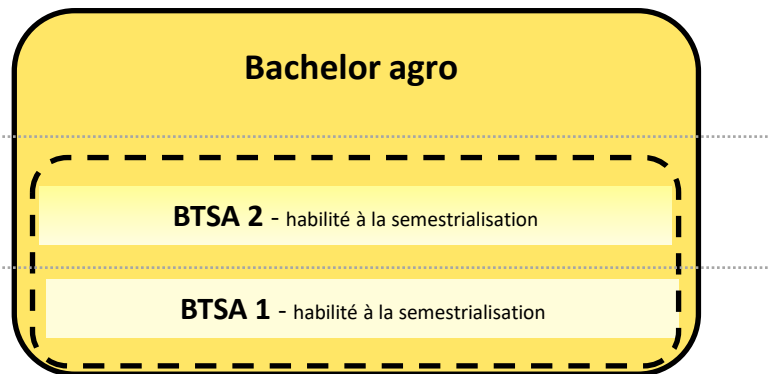 Bachelor agro
BTSA 2 - habilité à la semestrialisation
BTSA 1 - habilité à la semestrialisation